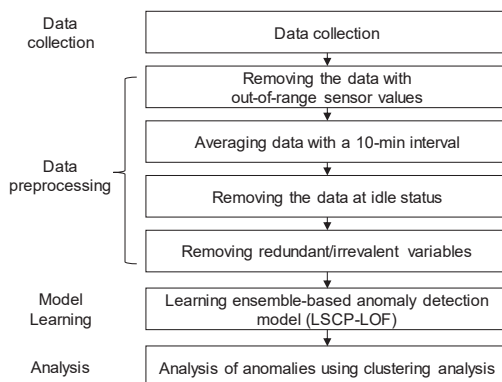 Data
collection
Data collection
Removing the data with
out-of-range sensor values
Averaging data with a 10-min interval
Data
preprocessing
Removing the data at idle status
Removing redundant/irrevalent variables
Model
Learning
Learning ensemble-based anomaly detection
model (LSCP-LOF)
Analysis
Analysis of anomalies using clustering analysis